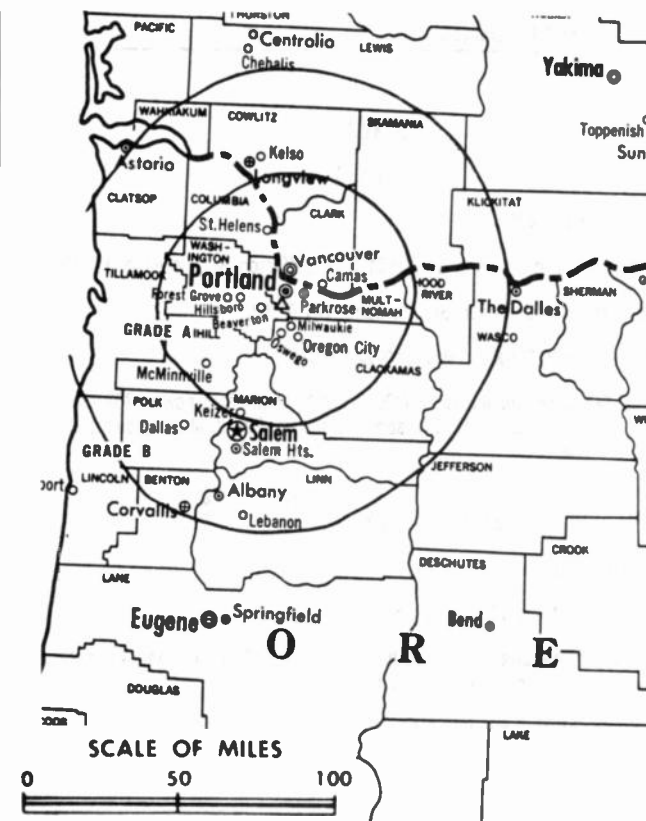 THURSTON
PACIFIC
Centralia
LEWIS
Chehalis
Yakima
WAHKIAKUM
COWLITZ
SKAMANIA
Toppenish
Sun
Astoria
Kelso
Longview
CLATSOP
COLUMBIA
CLARK
KLICKITAT
St. Helens
WASH-
INGTON
Vancouver
TILLAMOOK
Portland
Camas
HOOD
RIVER
SHERMAN
Forest Grove
Parkrose
MULT-
NOMAH
The Dalles
Hillsboro
Beaverton
Milwaukie
GRADE A
Oswego
Oregon City
WASCO
McMinnville
CLACKAMAS
POLK
MARION
Keizer
Dallas
Salem
GRADE B
Salem Hts.
JEFFERSON
LINCOLN
BENTON
LINN
port
Albany
Corvallis
Lebanon
CROOK
DESCHUTES
LANE
Eugene
Springfield
Bend
O R E
DOUGLAS
LAKE
SCALE OF MILES
0 50 100